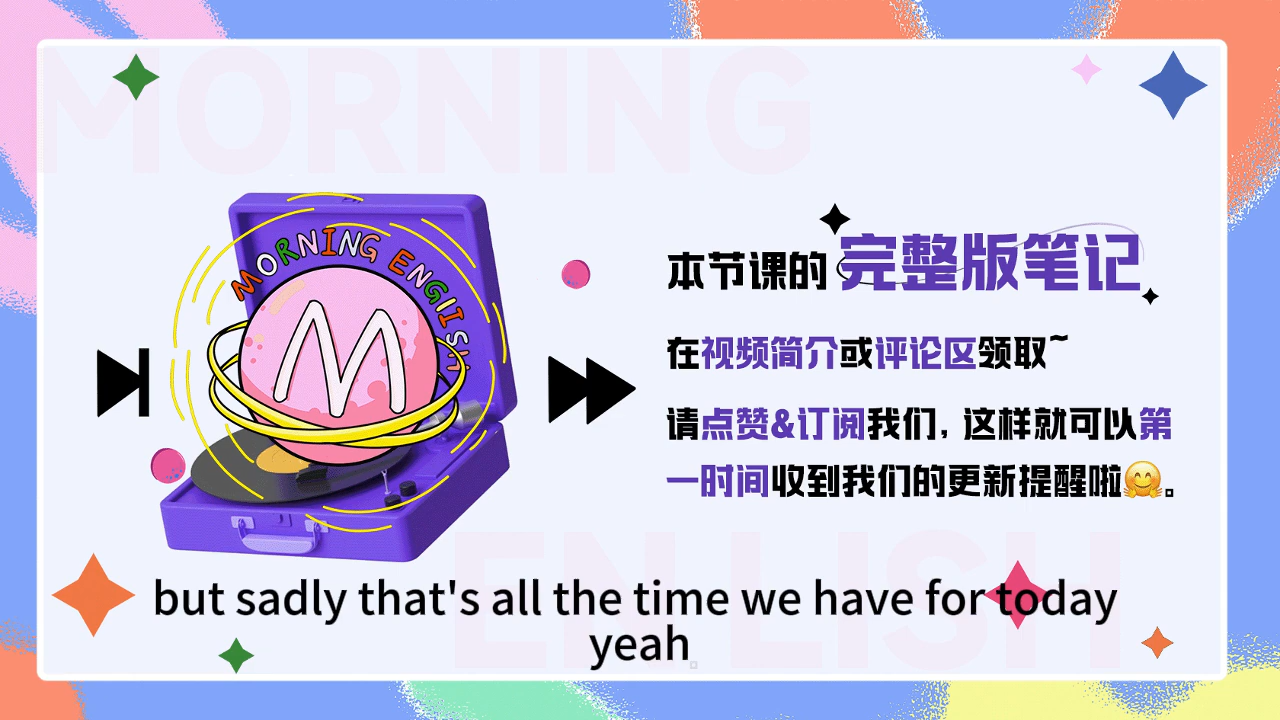 MORNING
MORNING ENGlISH
M
本节课的 完整版笔记
在视频简介或评论区领取~
请点赞&订阅我们, 这样就可以第
一时间收到我们的更新提醒啦🤗。
EN LISH
but sadly that's all the time we have for today
yeah